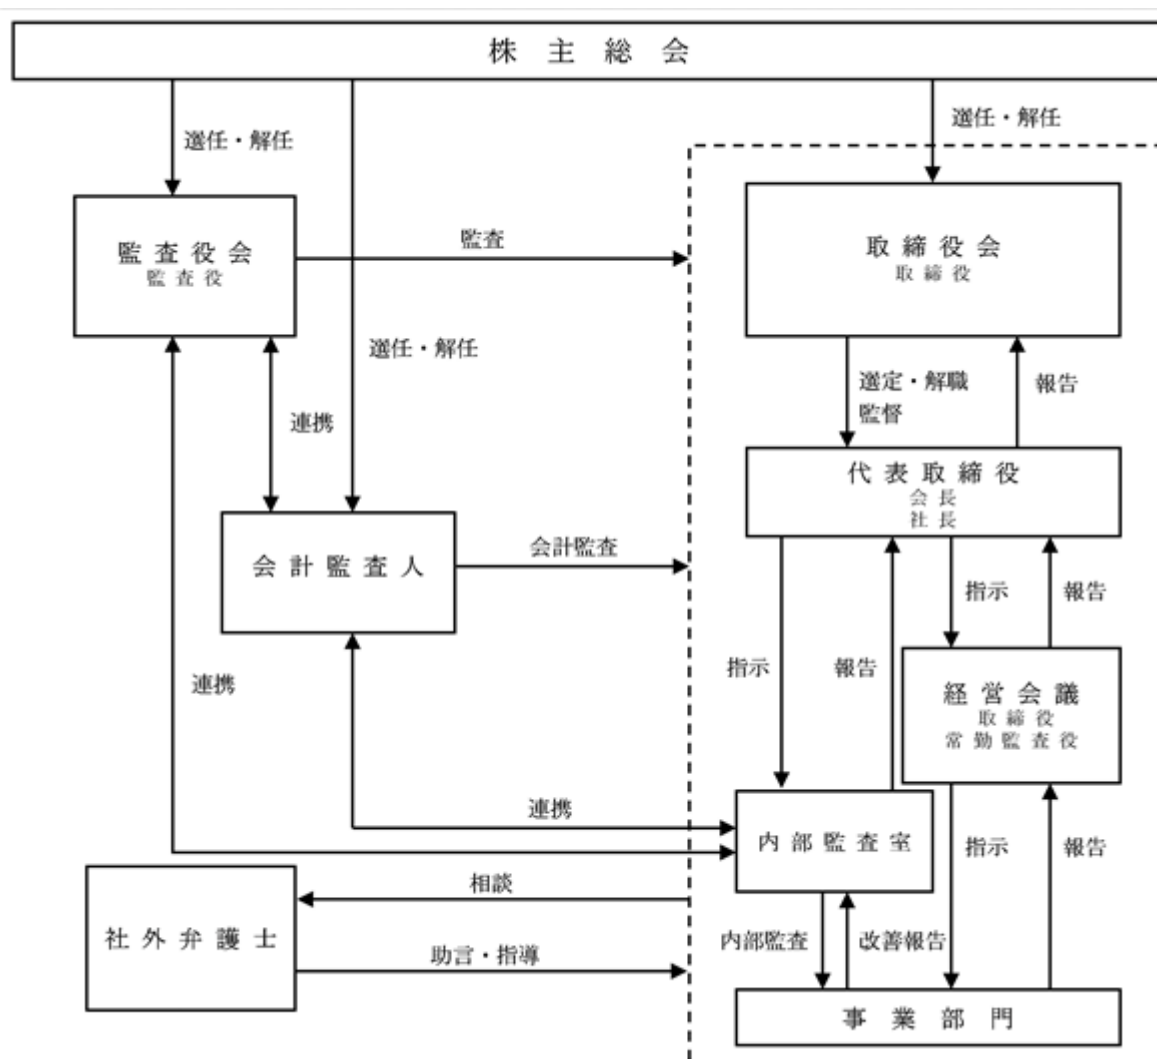 株主総会
選任・解任
選任・解任
監査役会
監査役
監査
取締役会
取締役
選任・解任
選定・解職
監督
報告
連携
代表取締役
会長
社長
会計監査人
会計監査
指示
報告
指示
報告
連携
経営会議
取締役
常勤監査役
連携
内部監査室
指示
報告
相談
社外弁護士
助言・指導
内部監査
改善報告
事業部門